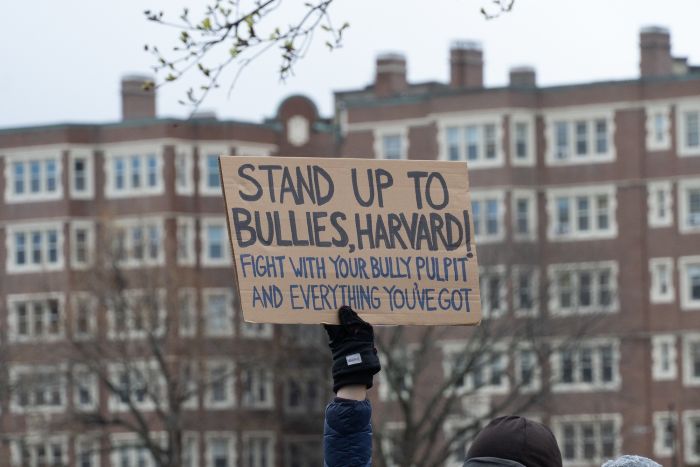 STAND UP TO
BULLIES, HARVARD!
FIGHT WITH YOUR BULLY PULPIT
AND EVERYTHING YOU'VE GOT